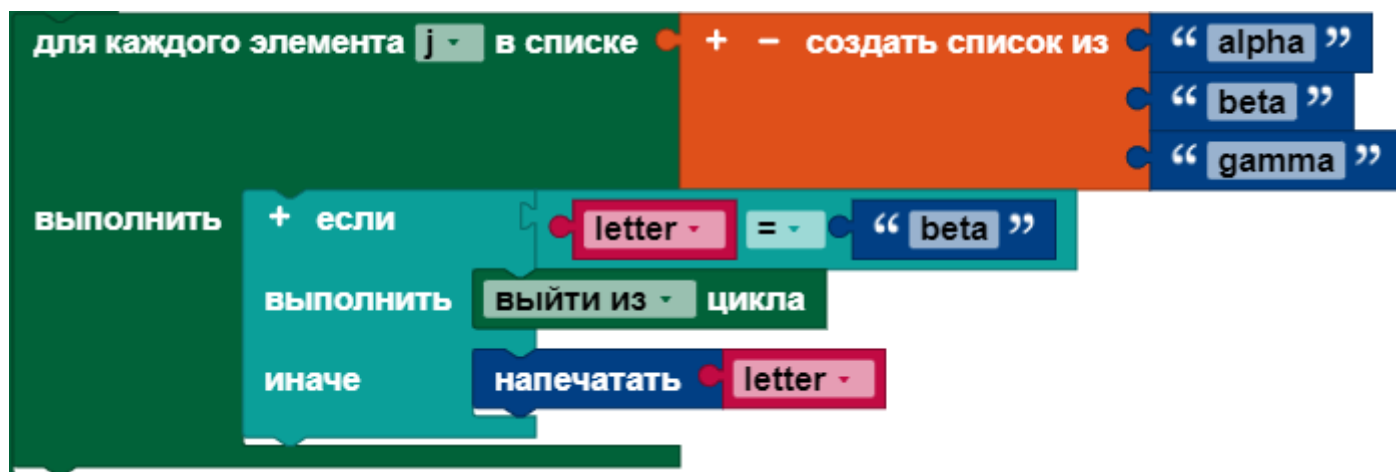 для каждого элемента j в списке + − создать список из “ alpha ”
“ beta ”
“ gamma ”
выполнить + если letter = “ beta ”
выполнить выйти из цикла
иначе напечатать letter